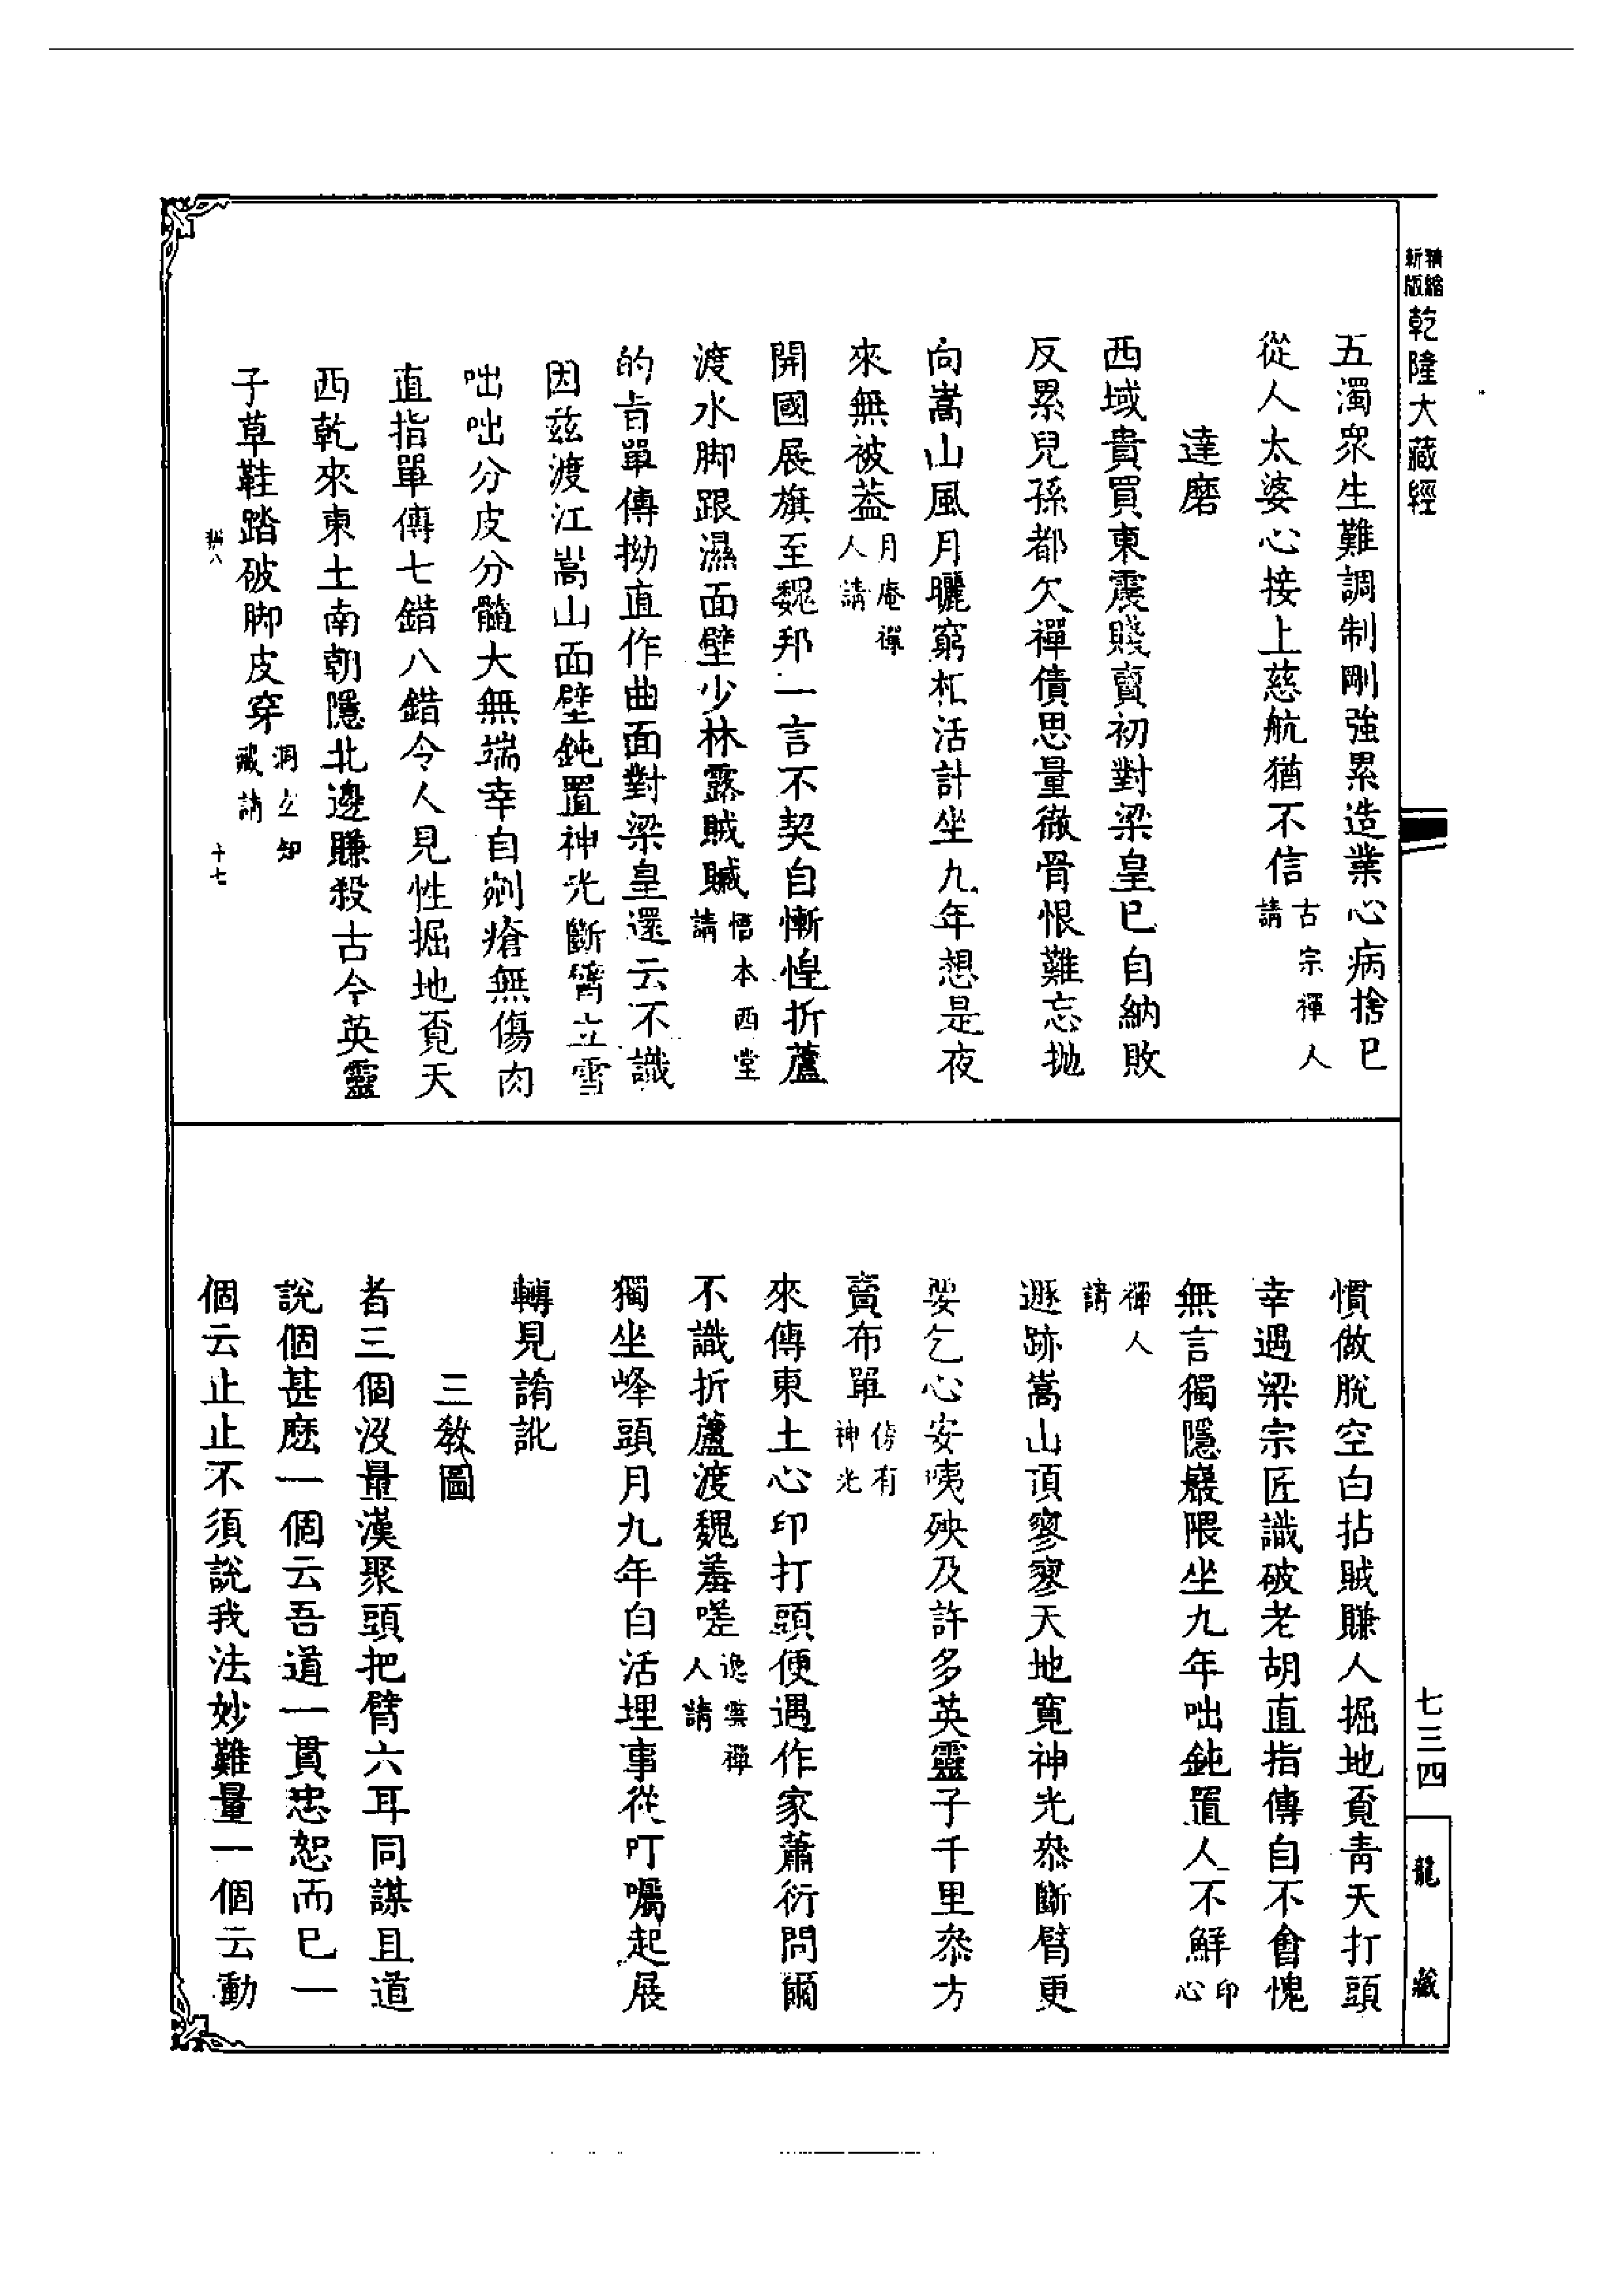 精縮新版乾隆大藏經
五濁眾生難調制剛強累造業心病捨己
從人太婆心接上慈航猶不信古宗禪人請
達磨
西域貴買東震賤賣初對梁皇已自納敗
反累兒孫都欠禪債思量徹骨恨難忘拋
向嵩山風月曬窮木活計坐九年想是夜
來無被蓋月庵禪人請
開國展旗至魏邦一言不契自慚惶折蘆
渡水脚跟濕面壁少林露賊贓悟本西堂請
的旨單傳拗直作曲面對梁皇還云不識
因茲渡江嵩山面壁鈍置神光斷臂立雪
咄咄分皮分髓大無端幸自剜瘡無傷肉
直指單傳七錯八錯令人見性掘地覔天
西乾來東土南朝隱北邊賺殺古今英靈
子草鞋踏破脚皮穿洞立知藏請
十七
慣做脫空白拈賊賺人掘地覔青天打頭
幸遇梁宗匠識破老胡直指傳自不會愧
無言獨隱巖隈坐九年咄鈍置人不鮮印心
禪人請
遯跡嵩山頂寥寥天地寬神光叅斷臂更
要乞心安咦殃及許多英靈子千里叅方
賣布單傍有神光
來傳東土心印打頭便遇作家蕭衍問爾
不識折蘆渡魏羞嗟逸雲禪人請
獨坐峰頭月九年自活埋事從叮囑起展
轉見誵訛
三教圖
者三個沒量漢聚頭把臂六耳同謀且道
說個甚麼一個云吾道一貫忠恕而已一
個云止止不須說我法妙難量一個云動
七三四
龍藏